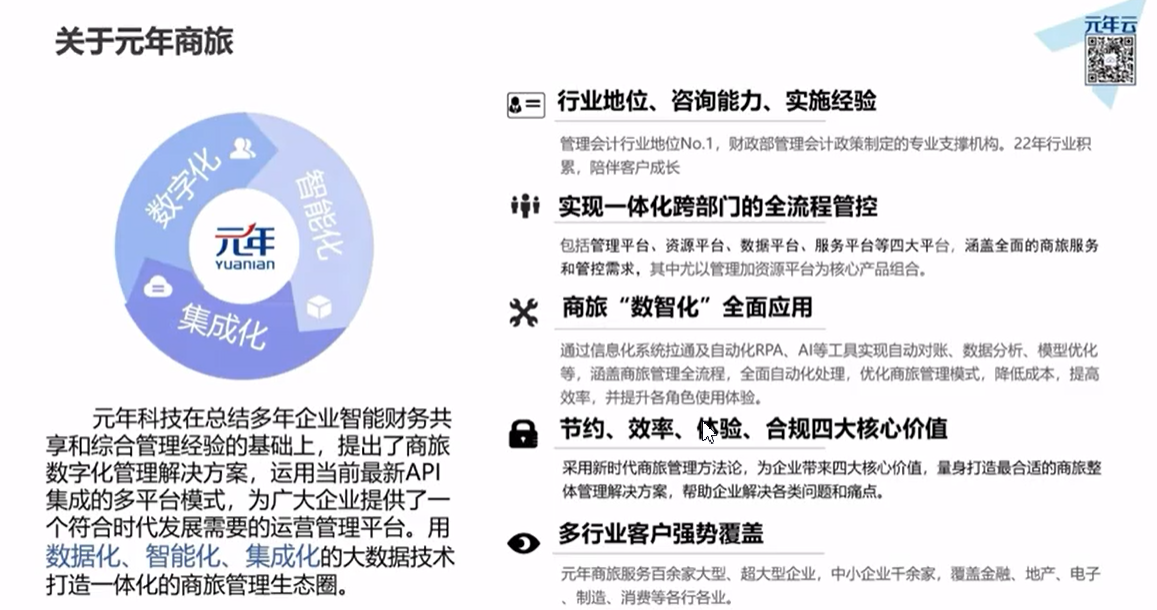 关于元年商旅
元年云
数字化
智能化
集成化
元年
YUANIAN
元年科技在总结多年企业智能财务共
享和综合管理经验的基础上，提出了商旅
数字化管理解决方案，运用当前最新API
集成的多平台模式，为广大企业提供了一
个符合时代发展需要的运营管理平台。用
数据化、智能化、集成化的大数据技术
打造一体化的商旅管理生态圈。
行业地位、咨询能力、实施经验
管理会计行业地位No.1，财政部管理会计政策制定的专业支撑机构。22年行业积
累，陪伴客户成长
实现一体化跨部门的全流程管控
包括管理平台、资源平台、数据平台、服务平台等四大平台，涵盖全面的商旅服务
和管控需求，其中尤以管理加资源平台为核心产品组合。
商旅“数智化”全面应用
通过信息化系统拉通及自动化RPA、AI等工具实现自动对账、数据分析、模型优化
等，涵盖商旅管理全流程，全面自动化处理，优化商旅管理模式，降低成本，提高
效率，并提升各角色使用体验。
节约、效率、体验、合规四大核心价值
采用新时代商旅管理方法论，为企业带来四大核心价值，量身打造最合适的商旅整
体管理解决方案，帮助企业解决各类问题和痛点。
多行业客户强势覆盖
元年商旅服务百余家大型、超大型企业，中小企业千余家，覆盖金融、地产、电子
、制造、消费等各行各业。